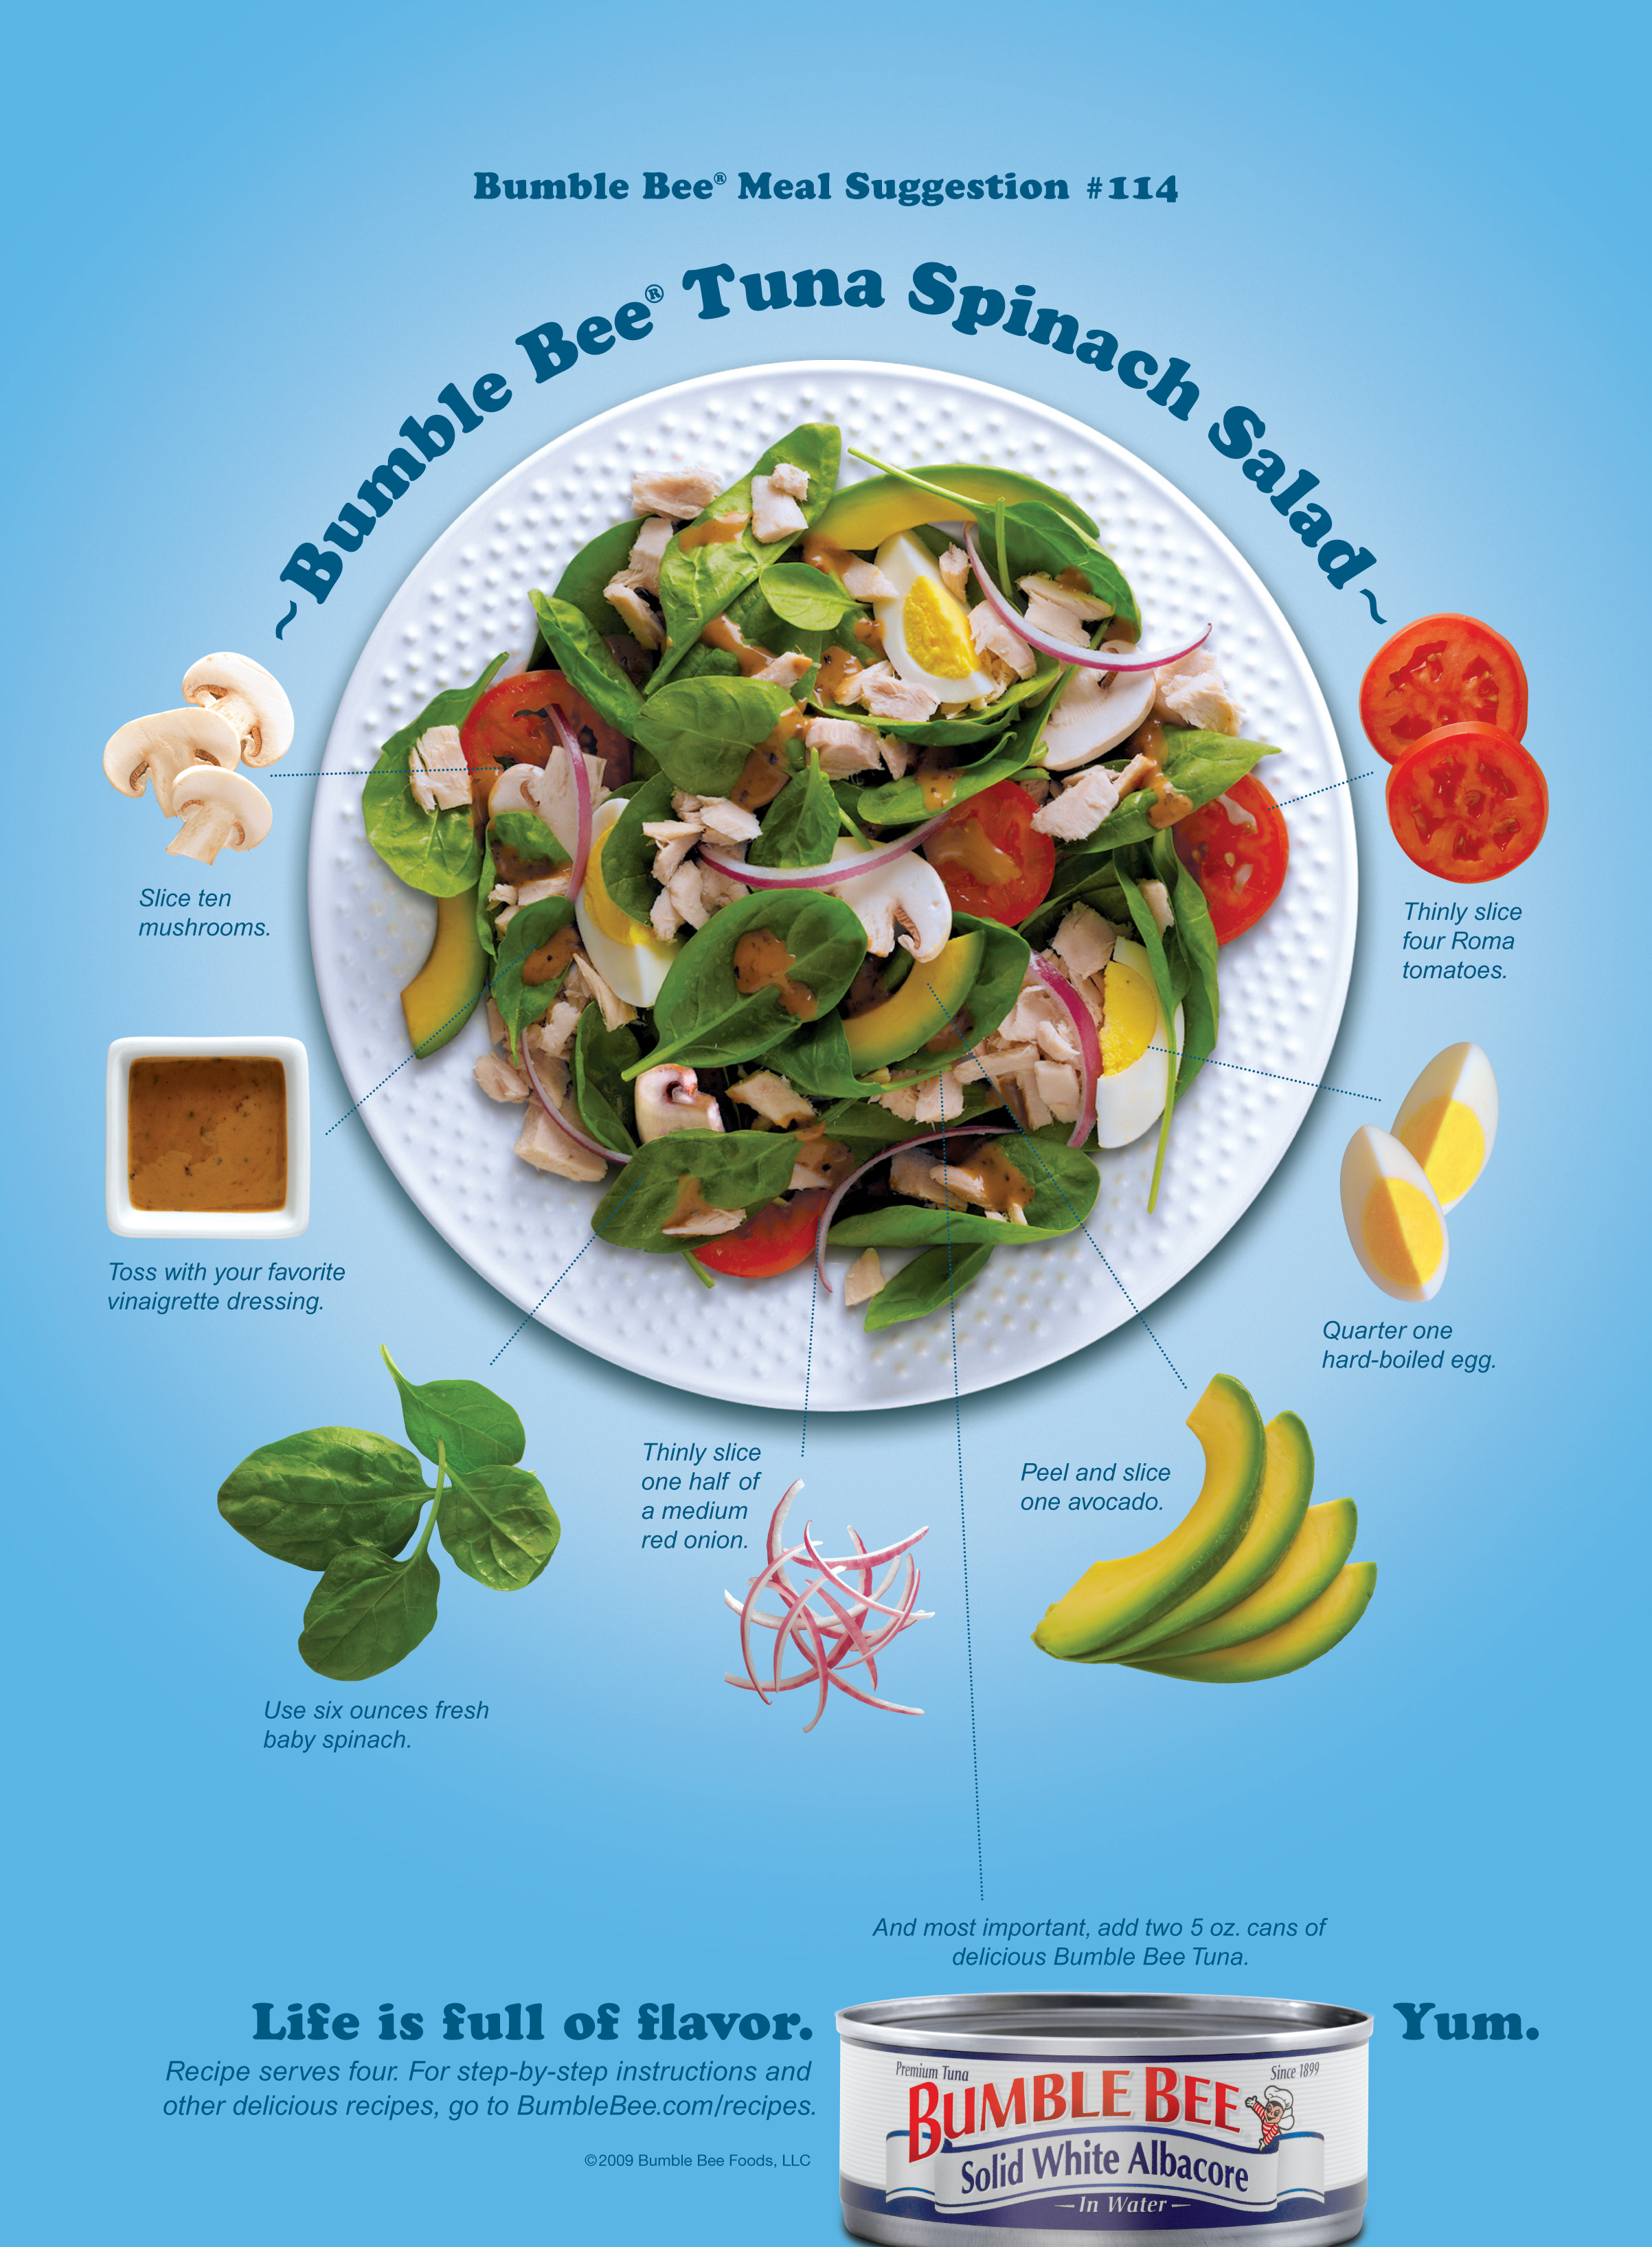 Bumble Bee® Meal Suggestion #114
~Bumble Bee® Tuna Spinach Salad~
Slice ten
mushrooms.
Thinly slice
four Roma
tomatoes.
Toss with your favorite
vinaigrette dressing.
Quarter one
hard-boiled egg.
Thinly slice
one half of
a medium
red onion.
Peel and slice
one avocado.
Use six ounces fresh
baby spinach.
And most important, add two 5 oz. cans of
delicious Bumble Bee Tuna.
Life is full of flavor.
Yum.
Recipe serves four. For step-by-step instructions and
other delicious recipes, go to BumbleBee.com/recipes.
©2009 Bumble Bee Foods, LLC
Premium Tuna
Since 1899
BUMBLE BEE
Solid White Albacore
—In Water—